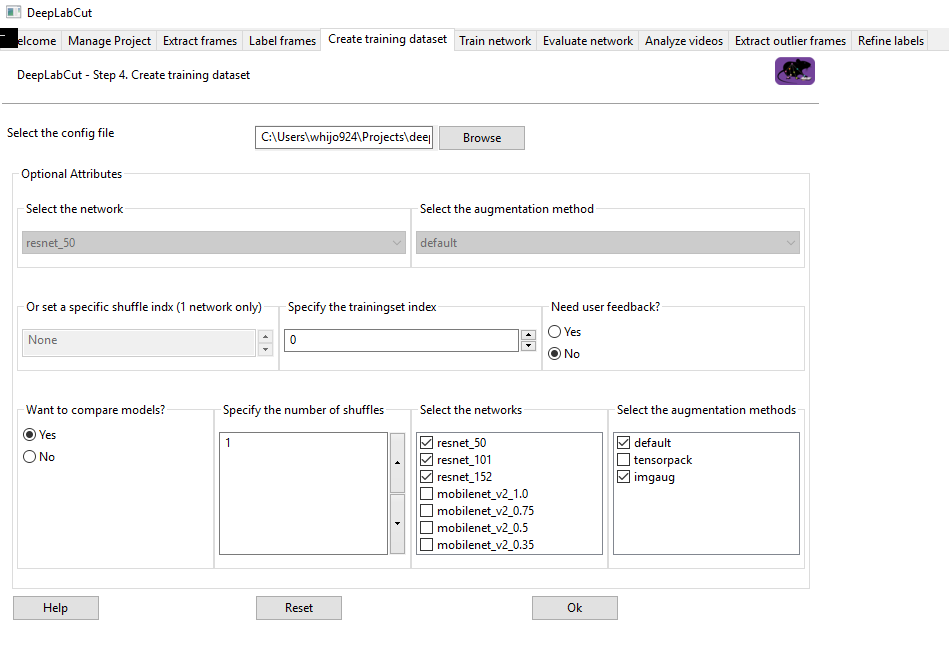 DeepLabCut
elcome Manage Project Extract frames Label frames Create training dataset Train network Evaluate network Analyze videos Extract outlier frames Refine labels
DeepLabCut - Step 4. Create training dataset
Select the config file
C:\Users\whijo924\Projects\deep
Browse
Optional Attributes
Select the network
Select the augmentation method
resnet_50
default
Or set a specific shuffle indx (1 network only)
Specify the trainingset index
Need user feedback?
None
0
Yes
No
Want to compare models?
Specify the number of shuffles
Select the networks
Select the augmentation methods
Yes
No
1
resnet_50
resnet_101
resnet_152
mobilenet_v2_1.0
mobilenet_v2_0.75
mobilenet_v2_0.5
mobilenet_v2_0.35
default
tensorpack
imgaug
Help
Reset
Ok